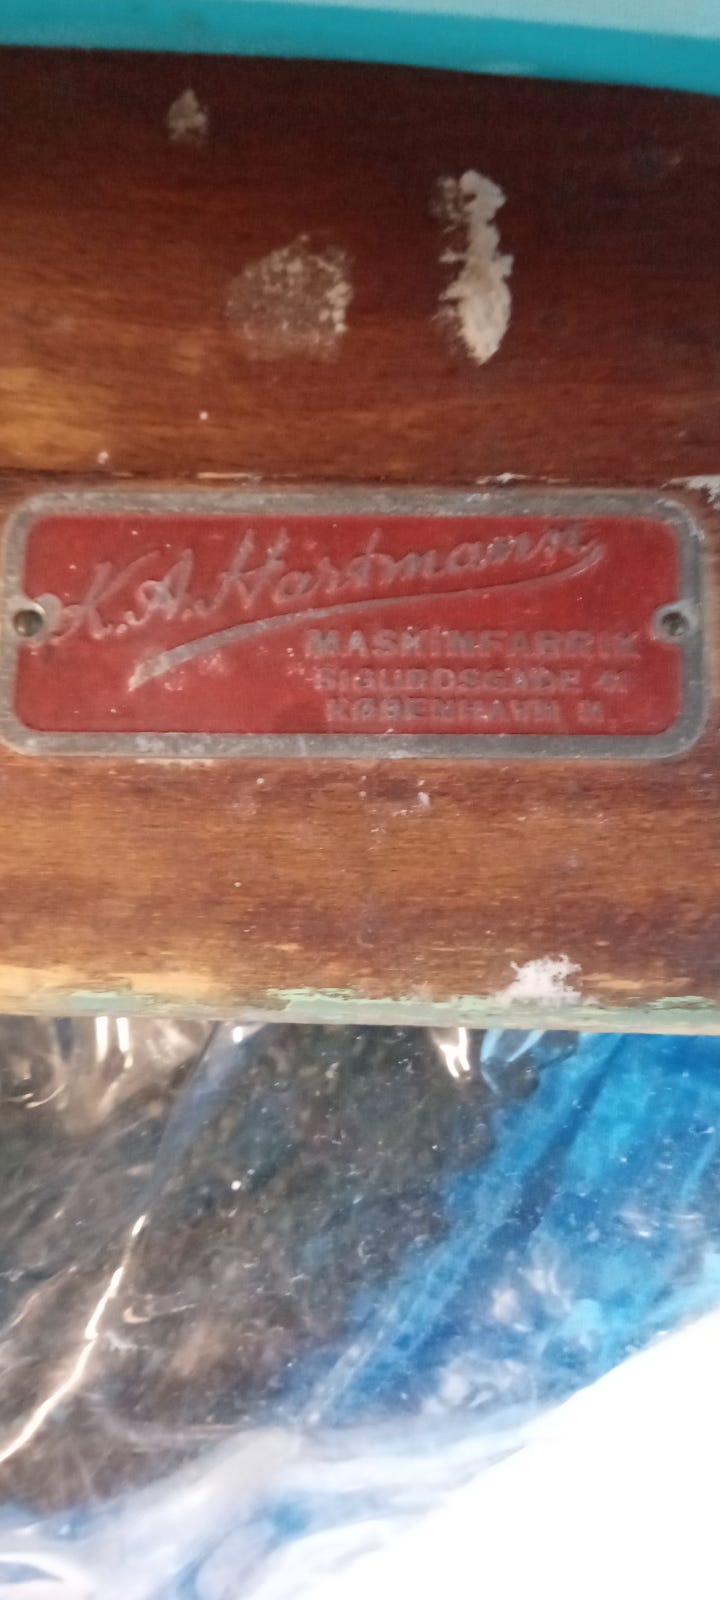 K.A. Hartmann
MASKINFABRIK
SIGURDSGADE 41
KØBENHAVN N.